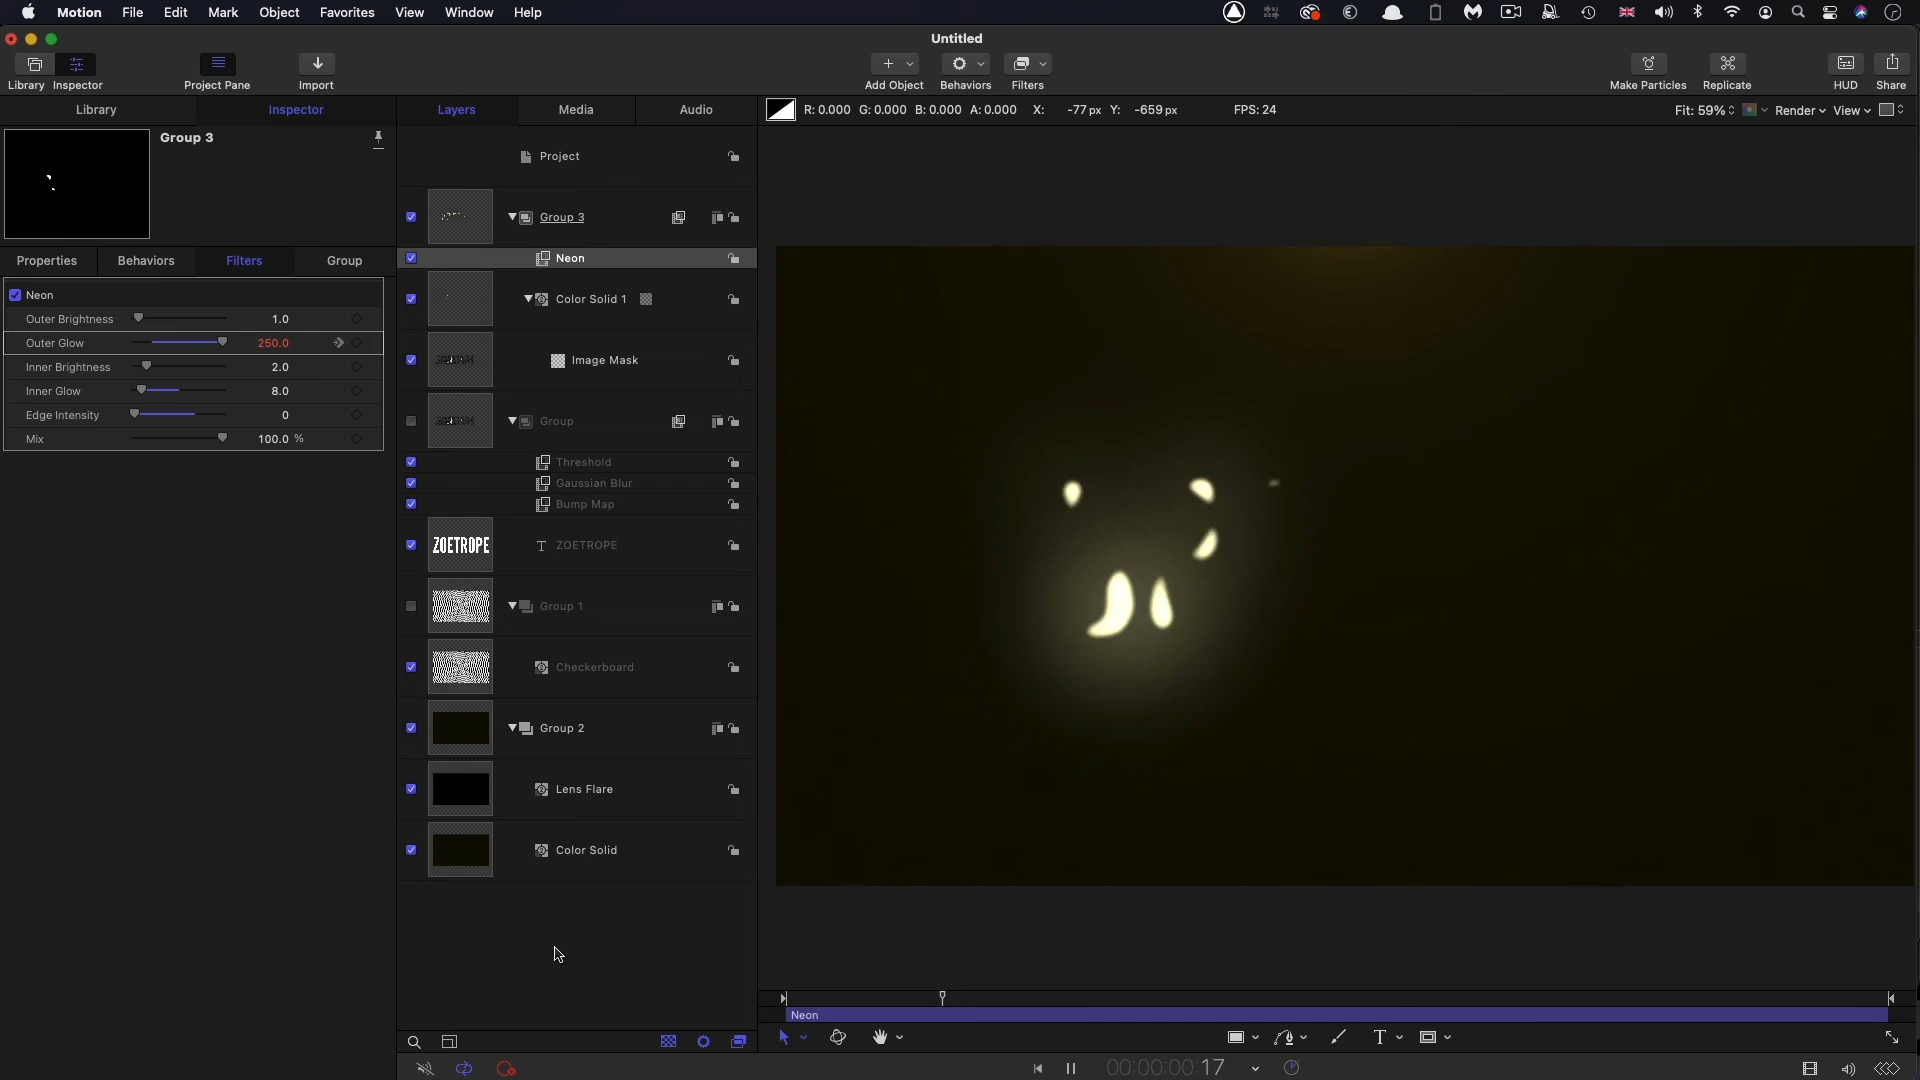 Motion File Edit Mark Object Favorites View Window Help
Untitled
Library Inspector Project Pane Import Add Object Behaviors Filters Make Particles Replicate HUD Share
Library Inspector Layers Media Audio R: 0.000 G: 0.000 B: 0.000 A: 0.000 X: -77 px Y: -659 px FPS: 24 Fit: 59% Render View
Group 3
Properties Behaviors Filters Group
Neon
Outer Brightness 1.0
Outer Glow 250.0
Inner Brightness 2.0
Inner Glow 8.0
Edge Intensity 0
Mix 100.0 %
Project
Group 3
Neon
Color Solid 1
Image Mask
Group
Threshold
Gaussian Blur
Bump Map
ZOETROPE ZOETROPE
Group 1
Checkerboard
Group 2
Lens Flare
Color Solid
Neon
00:00:00:17